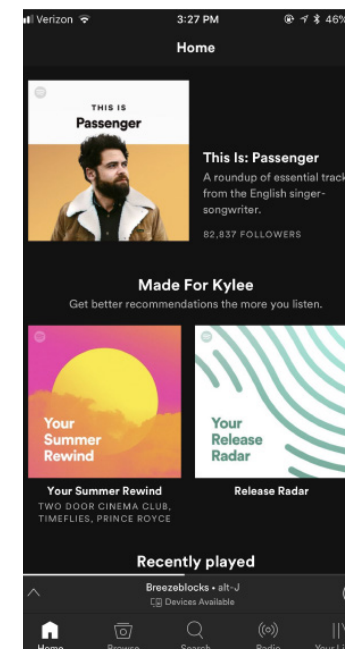 Verizon 3:27 PM 46%
Home
THIS IS
Passenger
This Is: Passenger
A roundup of essential track
from the English singer-
songwriter.
82,837 FOLLOWERS
Made For Kylee
Get better recommendations the more you listen.
Your
Summer
Rewind
Your
Release
Radar
Your Summer Rewind
TWO DOOR CINEMA CLUB,
TIMEFLIES, PRINCE ROYCE
Release Radar
Recently played
Breezeblocks • alt-J
Devices Available
Home Browse Search Radio Your Li